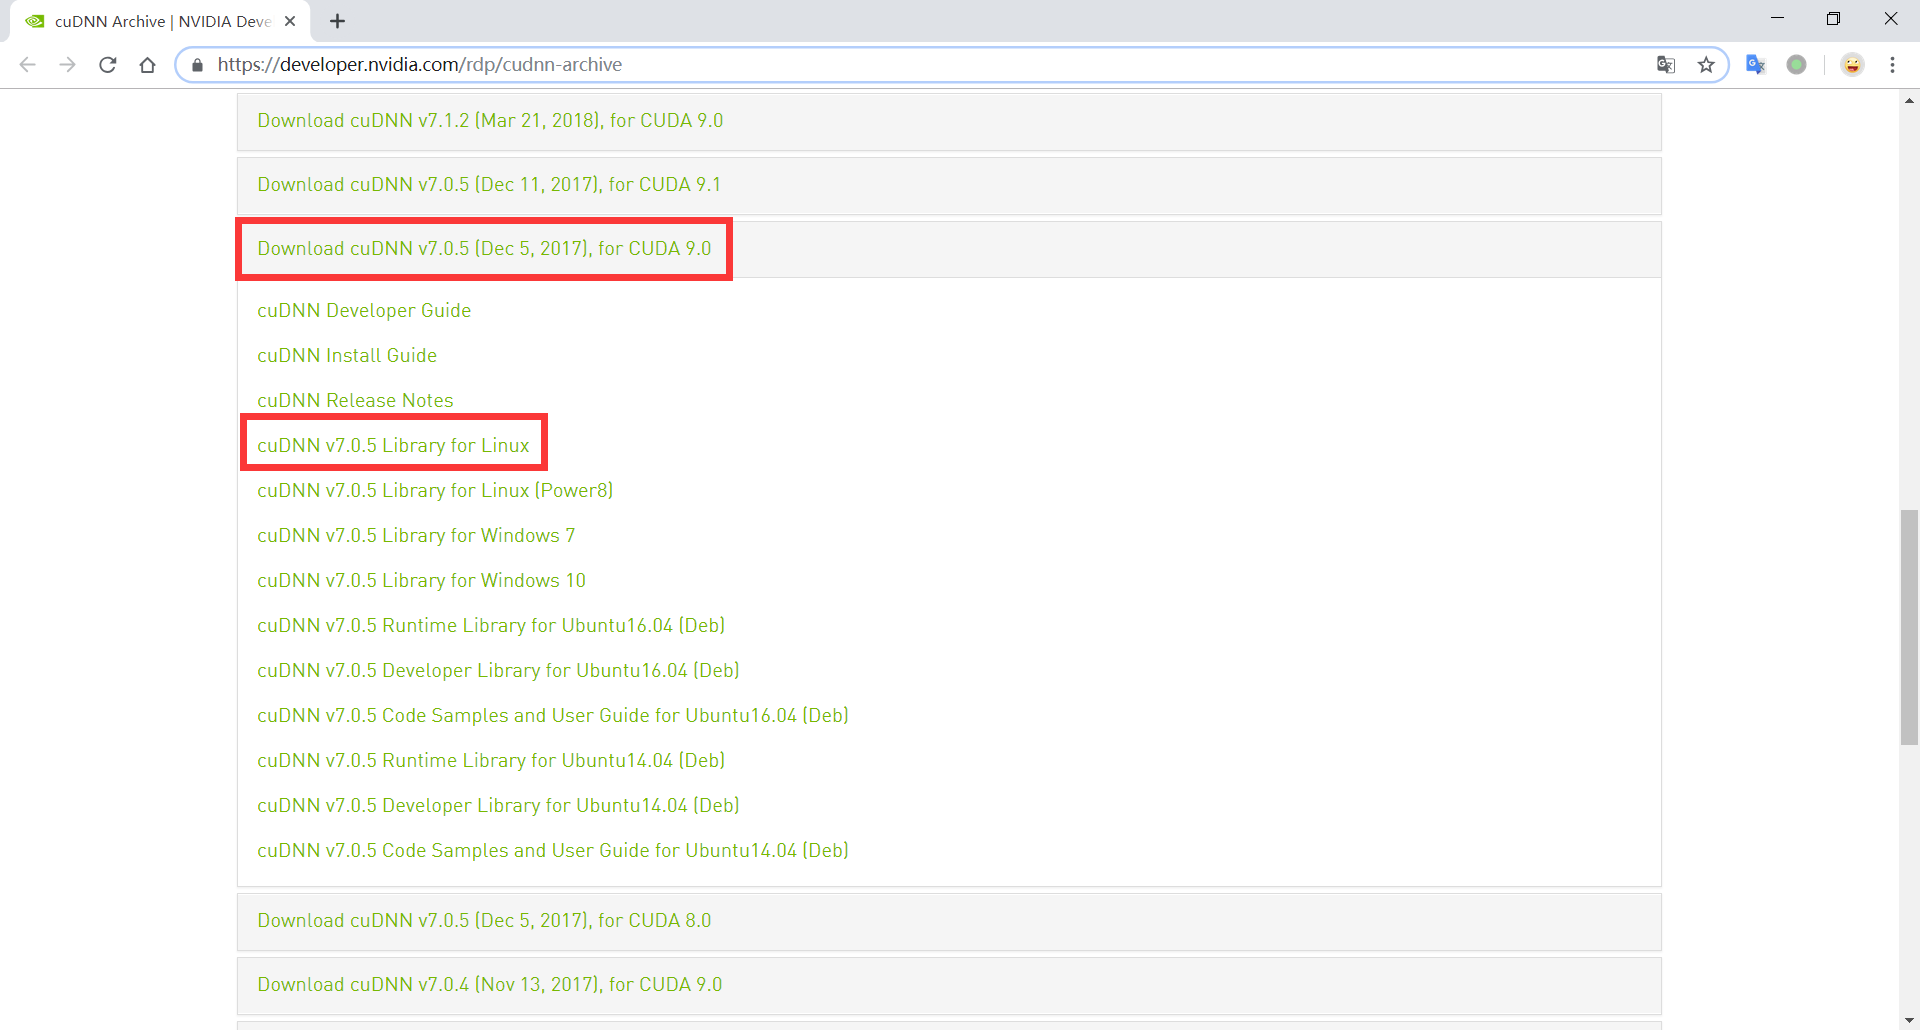 cuDNN Archive | NVIDIA Deve
https://developer.nvidia.com/rdp/cudnn-archive
Download cuDNN v7.1.2 (Mar 21, 2018), for CUDA 9.0
Download cuDNN v7.0.5 (Dec 11, 2017), for CUDA 9.1
Download cuDNN v7.0.5 (Dec 5, 2017), for CUDA 9.0
cuDNN Developer Guide
cuDNN Install Guide
cuDNN Release Notes
cuDNN v7.0.5 Library for Linux
cuDNN v7.0.5 Library for Linux (Power8)
cuDNN v7.0.5 Library for Windows 7
cuDNN v7.0.5 Library for Windows 10
cuDNN v7.0.5 Runtime Library for Ubuntu16.04 (Deb)
cuDNN v7.0.5 Developer Library for Ubuntu16.04 (Deb)
cuDNN v7.0.5 Code Samples and User Guide for Ubuntu16.04 (Deb)
cuDNN v7.0.5 Runtime Library for Ubuntu14.04 (Deb)
cuDNN v7.0.5 Developer Library for Ubuntu14.04 (Deb)
cuDNN v7.0.5 Code Samples and User Guide for Ubuntu14.04 (Deb)
Download cuDNN v7.0.5 (Dec 5, 2017), for CUDA 8.0
Download cuDNN v7.0.4 (Nov 13, 2017), for CUDA 9.0